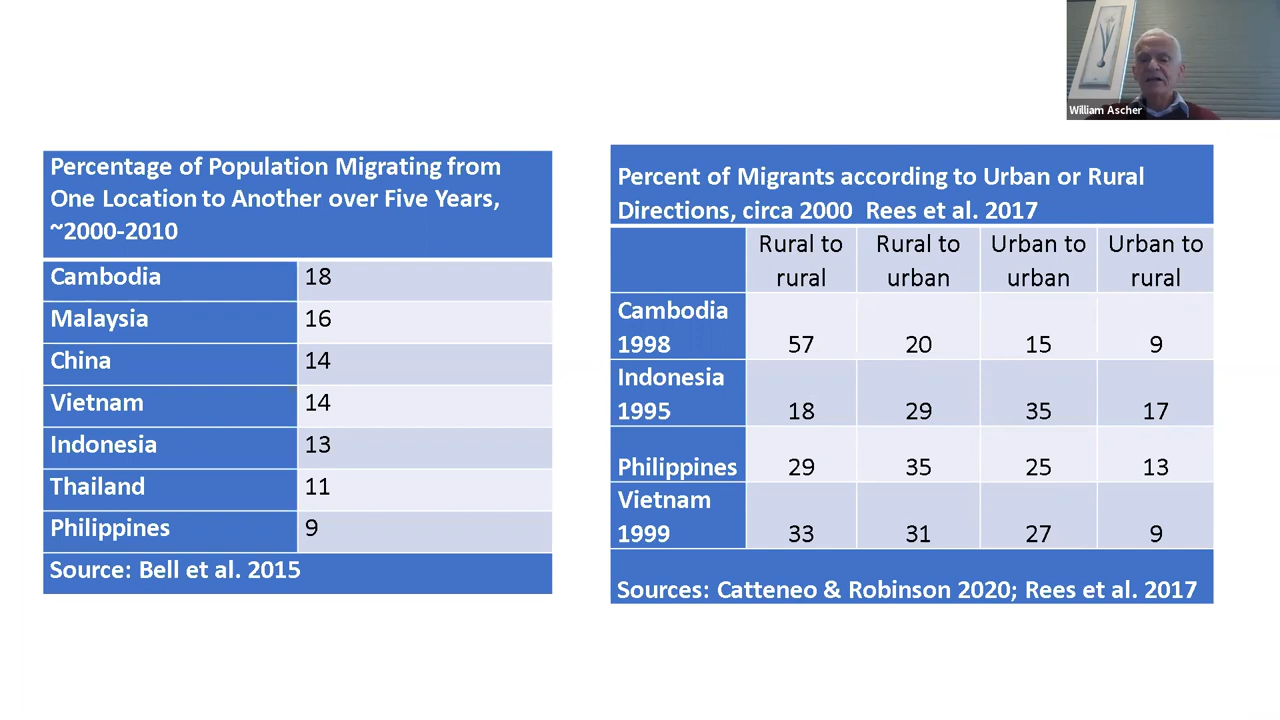 William Ascher
Percentage of Population Migrating from
One Location to Another over Five Years,
~2000-2010
Cambodia 18
Malaysia 16
China 14
Vietnam 14
Indonesia 13
Thailand 11
Philippines 9
Source: Bell et al. 2015
Percent of Migrants according to Urban or Rural
Directions, circa 2000 Rees et al. 2017
Rural to Rural to Urban to Urban to
rural urban urban rural
Cambodia
1998 57 20 15 9
Indonesia
1995 18 29 35 17
Philippines 29 35 25 13
Vietnam
1999 33 31 27 9
Sources: Catteneo & Robinson 2020; Rees et al. 2017